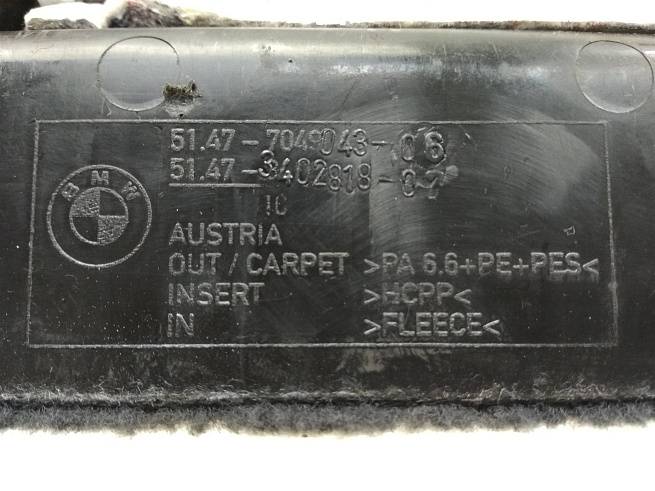 BMW
51.47-7049043-06
51.47-3402818-07
10
AUSTRIA
OUT / CARPET >PA 6.6+PE+PES<
INSERT >HCPP<
IN >FLEECE<